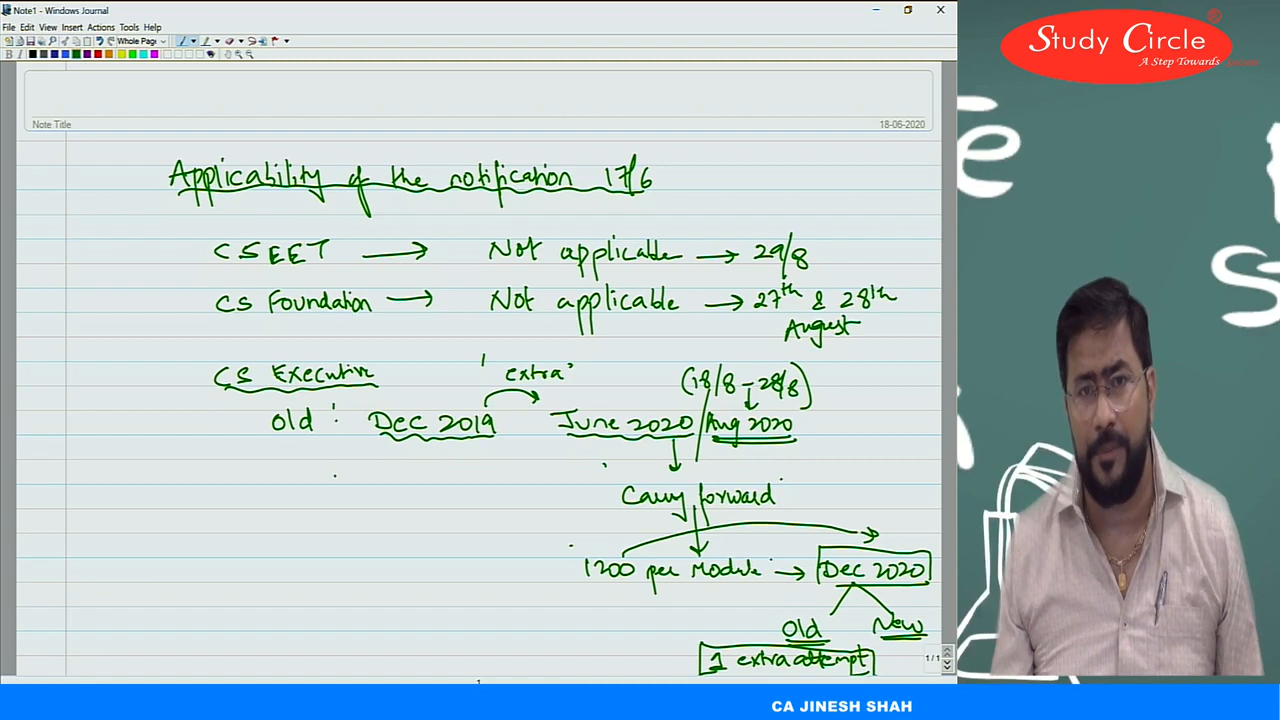 Note1 - Windows Journal
File Edit View Insert Actions Tools Help
Whole Page
Note Title
18-06-2020
Applicability of the notification 17/6
CSEET → Not applicable → 29/8
CS Foundation → Not applicable → 27th & 28th
August
CS Executive
"extra"
(18/8 - 28/8)
Old : Dec 2019 June 2020/Aug 2020
Carry forward
1200 per Module → Dec 2020
Old New
1 extra attempt
1/1
Study Circle
®
A Step Towards
CA JINESH SHAH